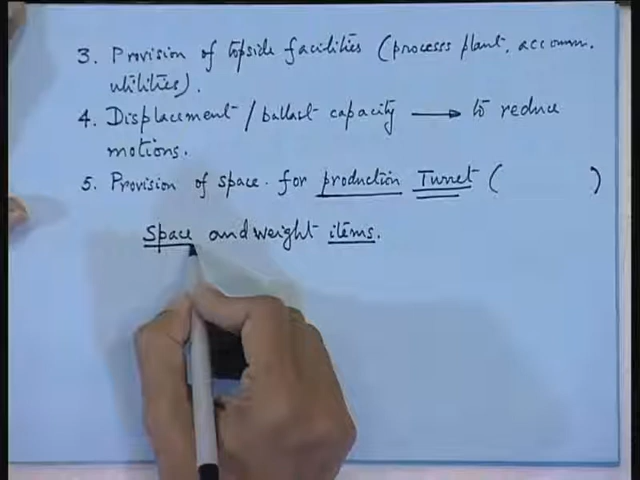 3. Provision of topside facilities (process plant, accomm.
utilities).
4. Displacement / ballast capacity → to reduce
motions.
5. Provision of space for production Turret ( )
Space and weight items.